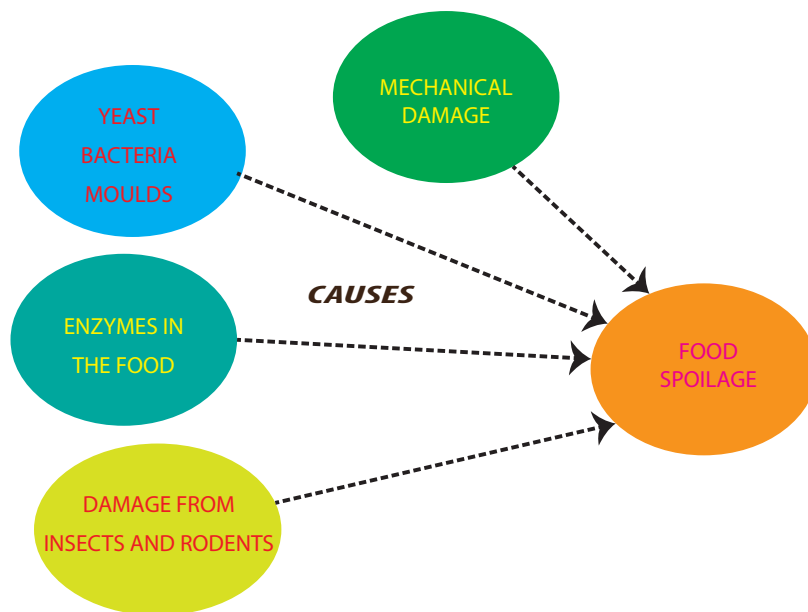 MECHANICAL
DAMAGE
YEAST
BACTERIA
MOULDS
CAUSES
ENZYMES IN
THE FOOD
FOOD
SPOILAGE
DAMAGE FROM
INSECTS AND RODENTS